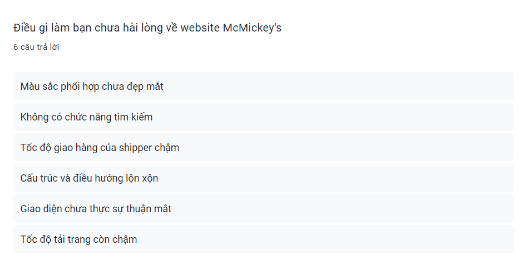 Điều gì làm bạn chưa hài lòng về website McMickey's
6 câu trả lời
Màu sắc phối hợp chưa đẹp mắt
Không có chức năng tìm kiếm
Tốc độ giao hàng của shipper chậm
Cấu trúc và điều hướng lộn xộn
Giao diện chưa thực sự thuận mắt
Tốc độ tải trang còn chậm